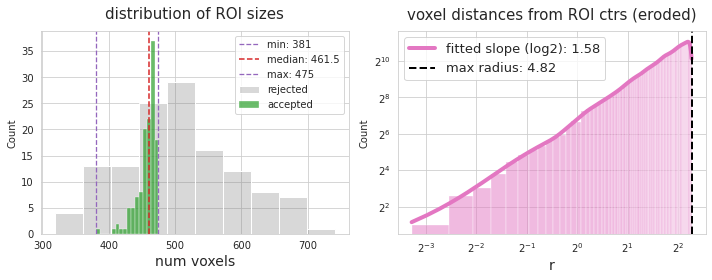 distribution of ROI sizes
Count
35
30
25
20
15
10
5
0
300
400
500
600
700
num voxels
min: 381
median: 461.5
max: 475
rejected
accepted
voxel distances from ROI ctrs (eroded)
Count
2^10
2^8
2^6
2^4
2^2
2^-3
2^-2
2^-1
2^0
2^1
2^2
r
fitted slope (log2): 1.58
max radius: 4.82